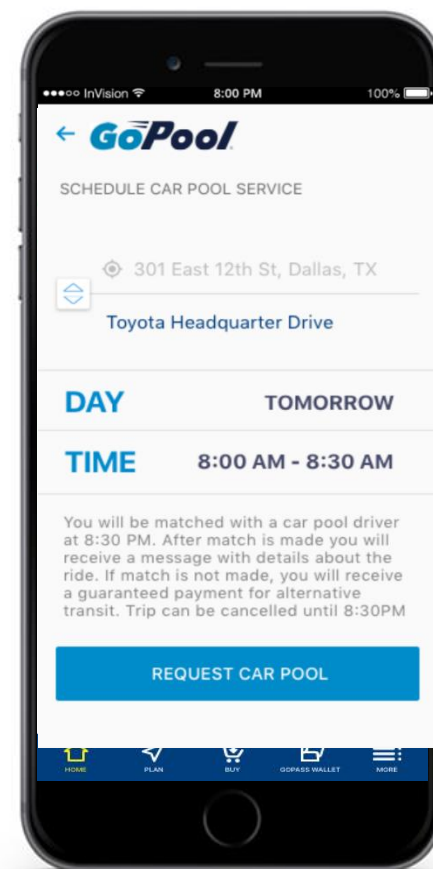 InVision 8:00 PM 100%
GoPool
SCHEDULE CAR POOL SERVICE
301 East 12th St, Dallas, TX
Toyota Headquarter Drive
DAY TOMORROW
TIME 8:00 AM - 8:30 AM
You will be matched with a car pool driver
at 8:30 PM. After match is made you will
receive a message with details about the
ride. If match is not made, you will receive
a guaranteed payment for alternative
transit. Trip can be cancelled until 8:30PM
REQUEST CAR POOL
HOME PLAN BUY GOPASS WALLET MORE